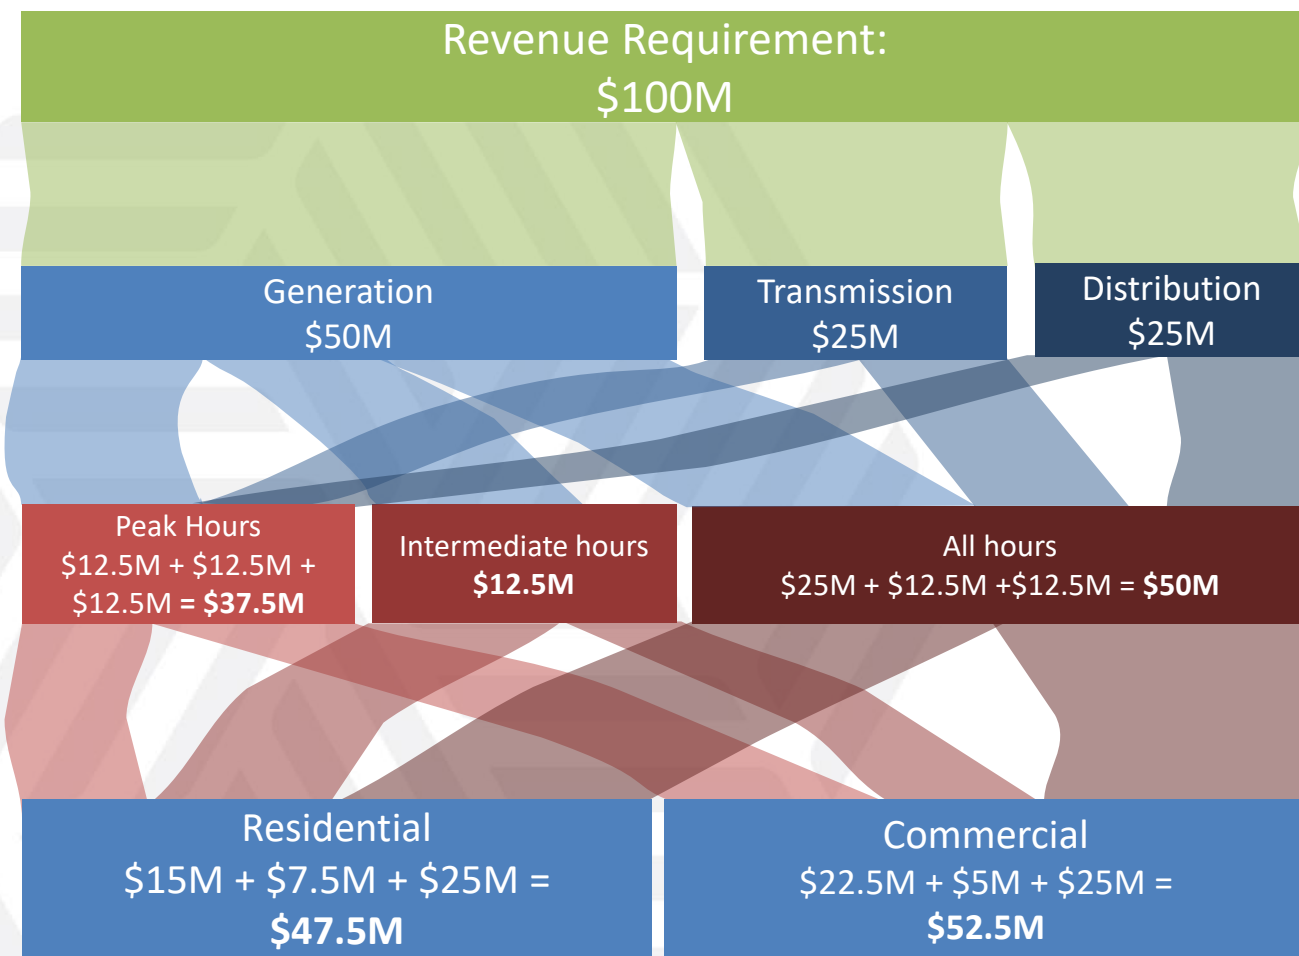 Revenue Requirement:
$100M
Generation
$50M
Transmission
$25M
Distribution
$25M
Peak Hours
$12.5M + $12.5M +
$12.5M = $37.5M
Intermediate hours
$12.5M
All hours
$25M + $12.5M +$12.5M = $50M
Residential
$15M + $7.5M + $25M =
$47.5M
Commercial
$22.5M + $5M + $25M =
$52.5M